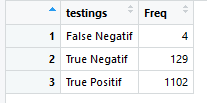 testings Freq
1 False Negatif 4
2 True Negatif 129
3 True Positif 1102